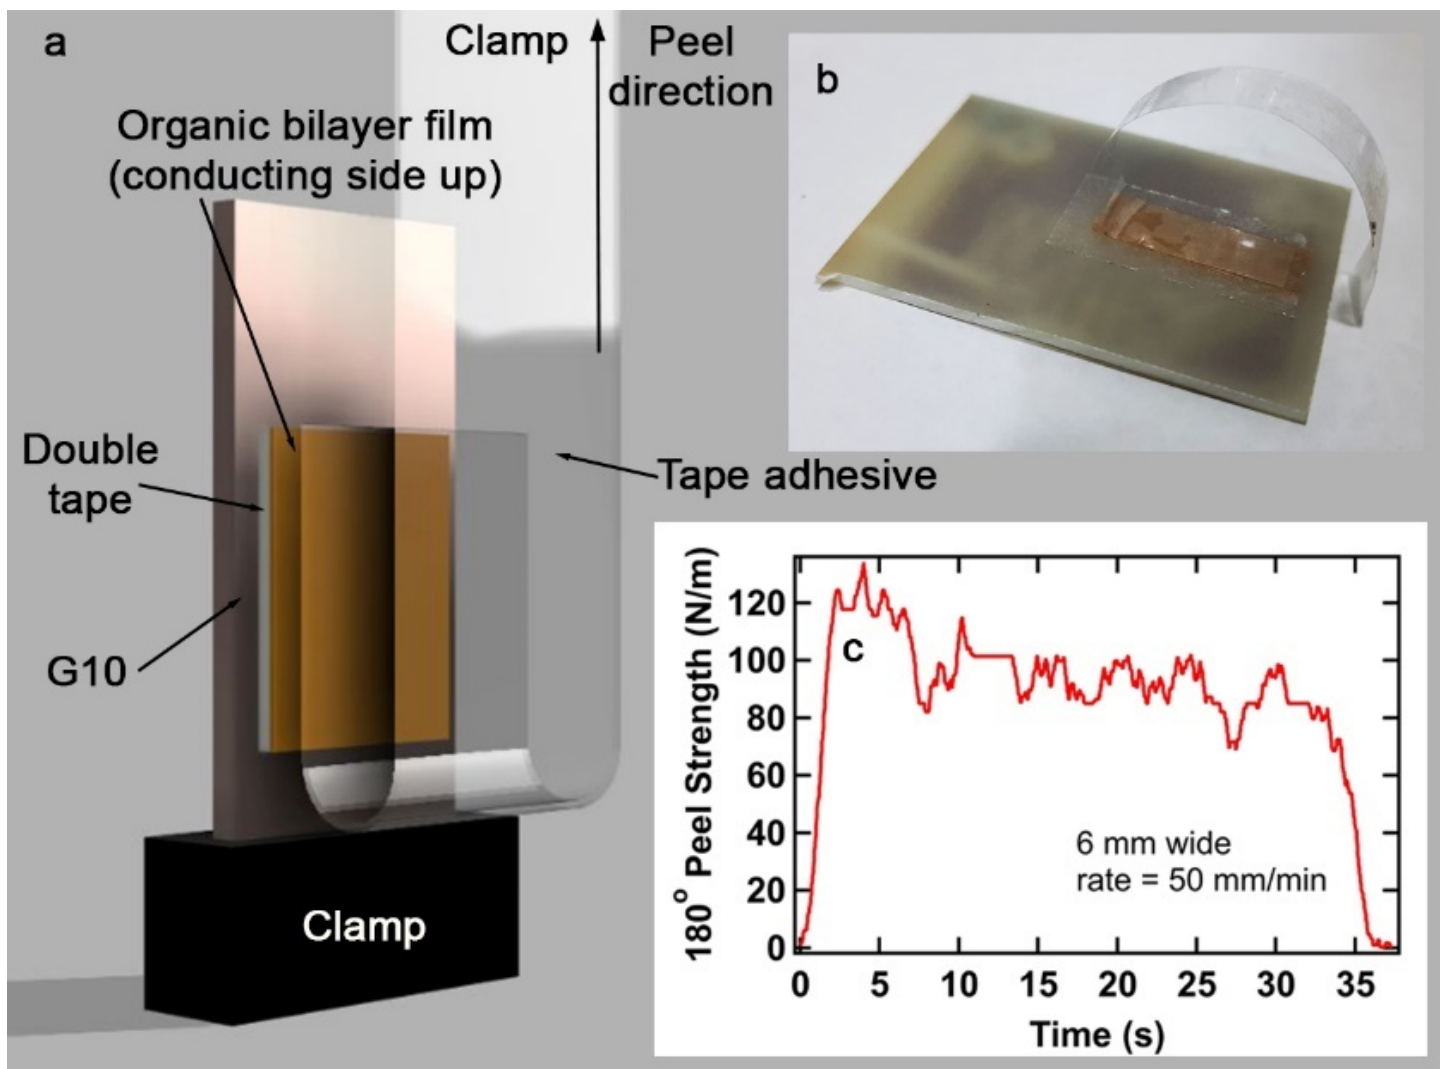 a
Clamp
Peel
direction
Organic bilayer film
(conducting side up)
Double
tape
G10
Tape adhesive
Clamp
b
c
180° Peel Strength (N/m)
120
100
80
60
40
20
0
6 mm wide
rate = 50 mm/min
0 5 10 15 20 25 30 35
Time (s)